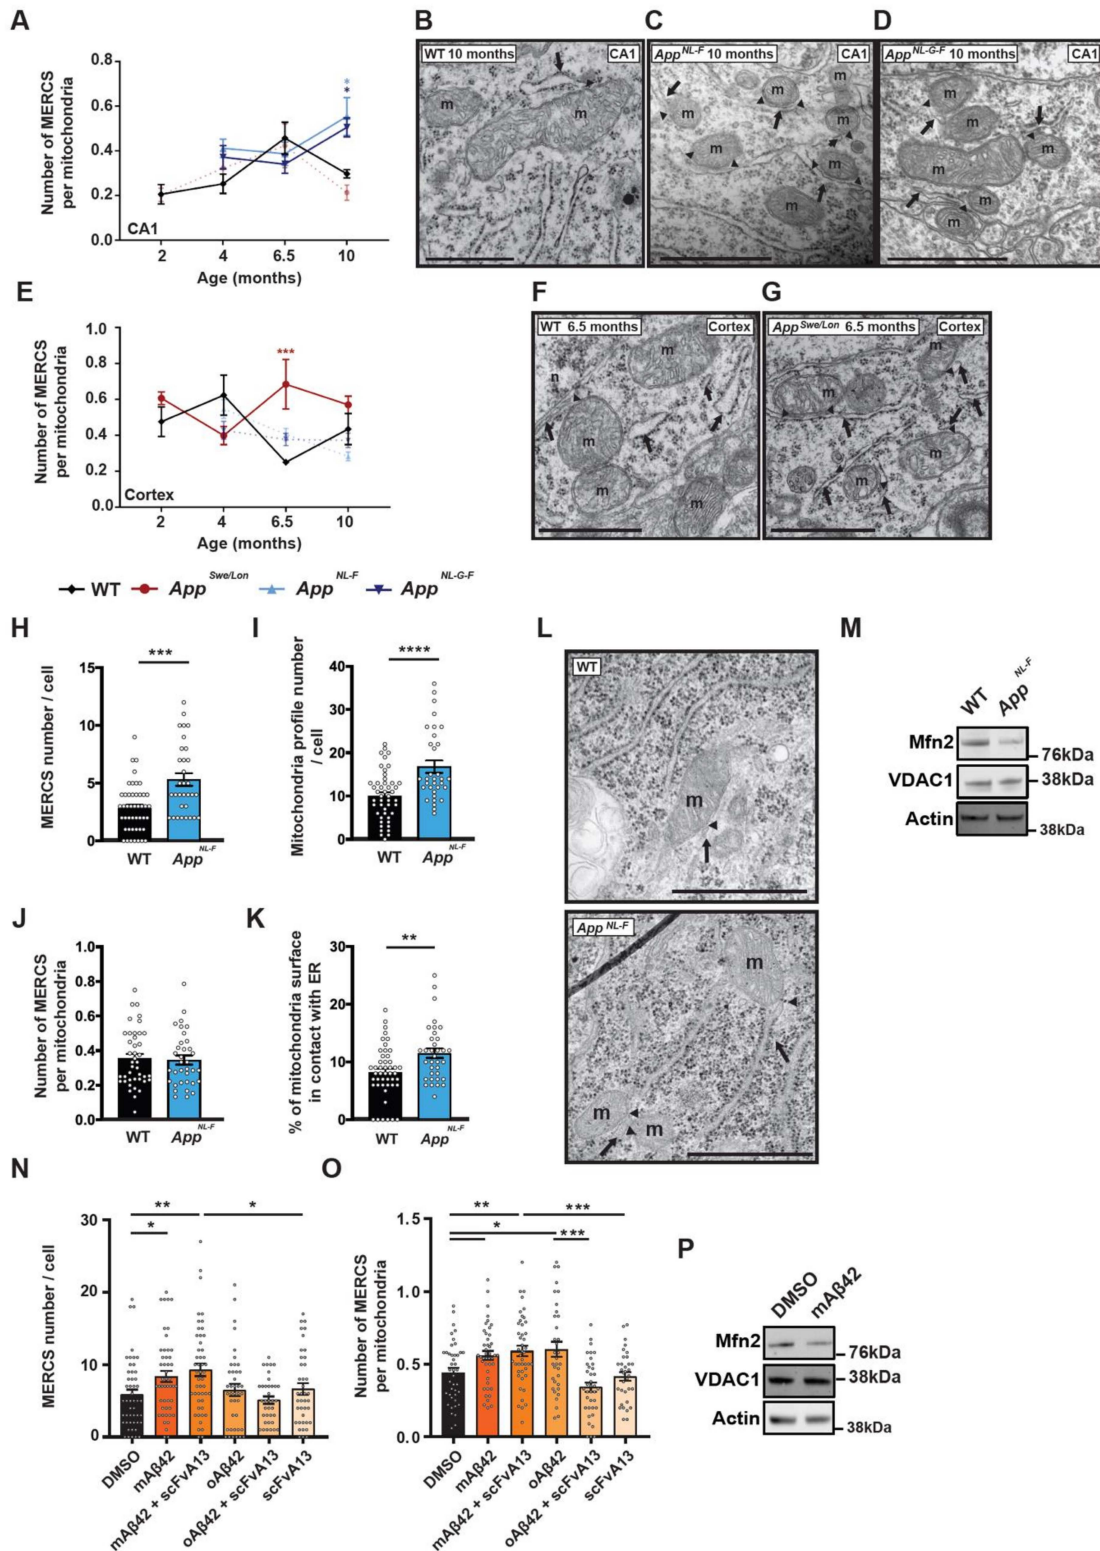 A
Number of MERCS
per mitochondria
0.8
0.6
0.4
0.2
0.0
CA1
2
4
6.5
10
Age (months)
*
*
B
WT 10 months
CA1
m
m
C
App NL-F 10 months
CA1
m
m
m
m
m
m
D
App NL-G-F 10 months
CA1
m
m
m
m
m
m
E
Number of MERCS
per mitochondria
1.0
0.8
0.6
0.4
0.2
0.0
***
Cortex
2
4
6.5
10
Age (months)
F
WT 6.5 months
Cortex
n
m
m
m
m
G
App Swe/Lon 6.5 months
Cortex
m
m
m
m
WT
App Swe/Lon
App NL-F
App NL-G-F
H
MERCS number / cell
15
10
5
0
***
WT
App NL-F
I
Mitochondria profile number
/ cell
40
30
20
10
0
****
WT
App NL-F
J
Number of MERCS
per mitochondria
1.0
0.8
0.6
0.4
0.2
0.0
WT
App NL-F
K
% of mitochondria surface
in contact with ER
30
20
10
0
**
WT
App NL-F
L
WT
m
App NL-F
m
m
m
M
WT
App NL-F
Mfn2
76kDa
VDAC1
38kDa
Actin
38kDa
N
MERCS number / cell
30
20
10
0
**
*
*
DMSO
mAβ42
mAβ42 + scFvA13
oAβ42
oAβ42 + scFvA13
scFvA13
O
Number of MERCS
per mitochondria
1.5
1.0
0.5
0.0
**
***
*
***
DMSO
mAβ42
mAβ42 + scFvA13
oAβ42
oAβ42 + scFvA13
scFvA13
P
DMSO
mAβ42
Mfn2
76kDa
VDAC1
38kDa
Actin
38kDa